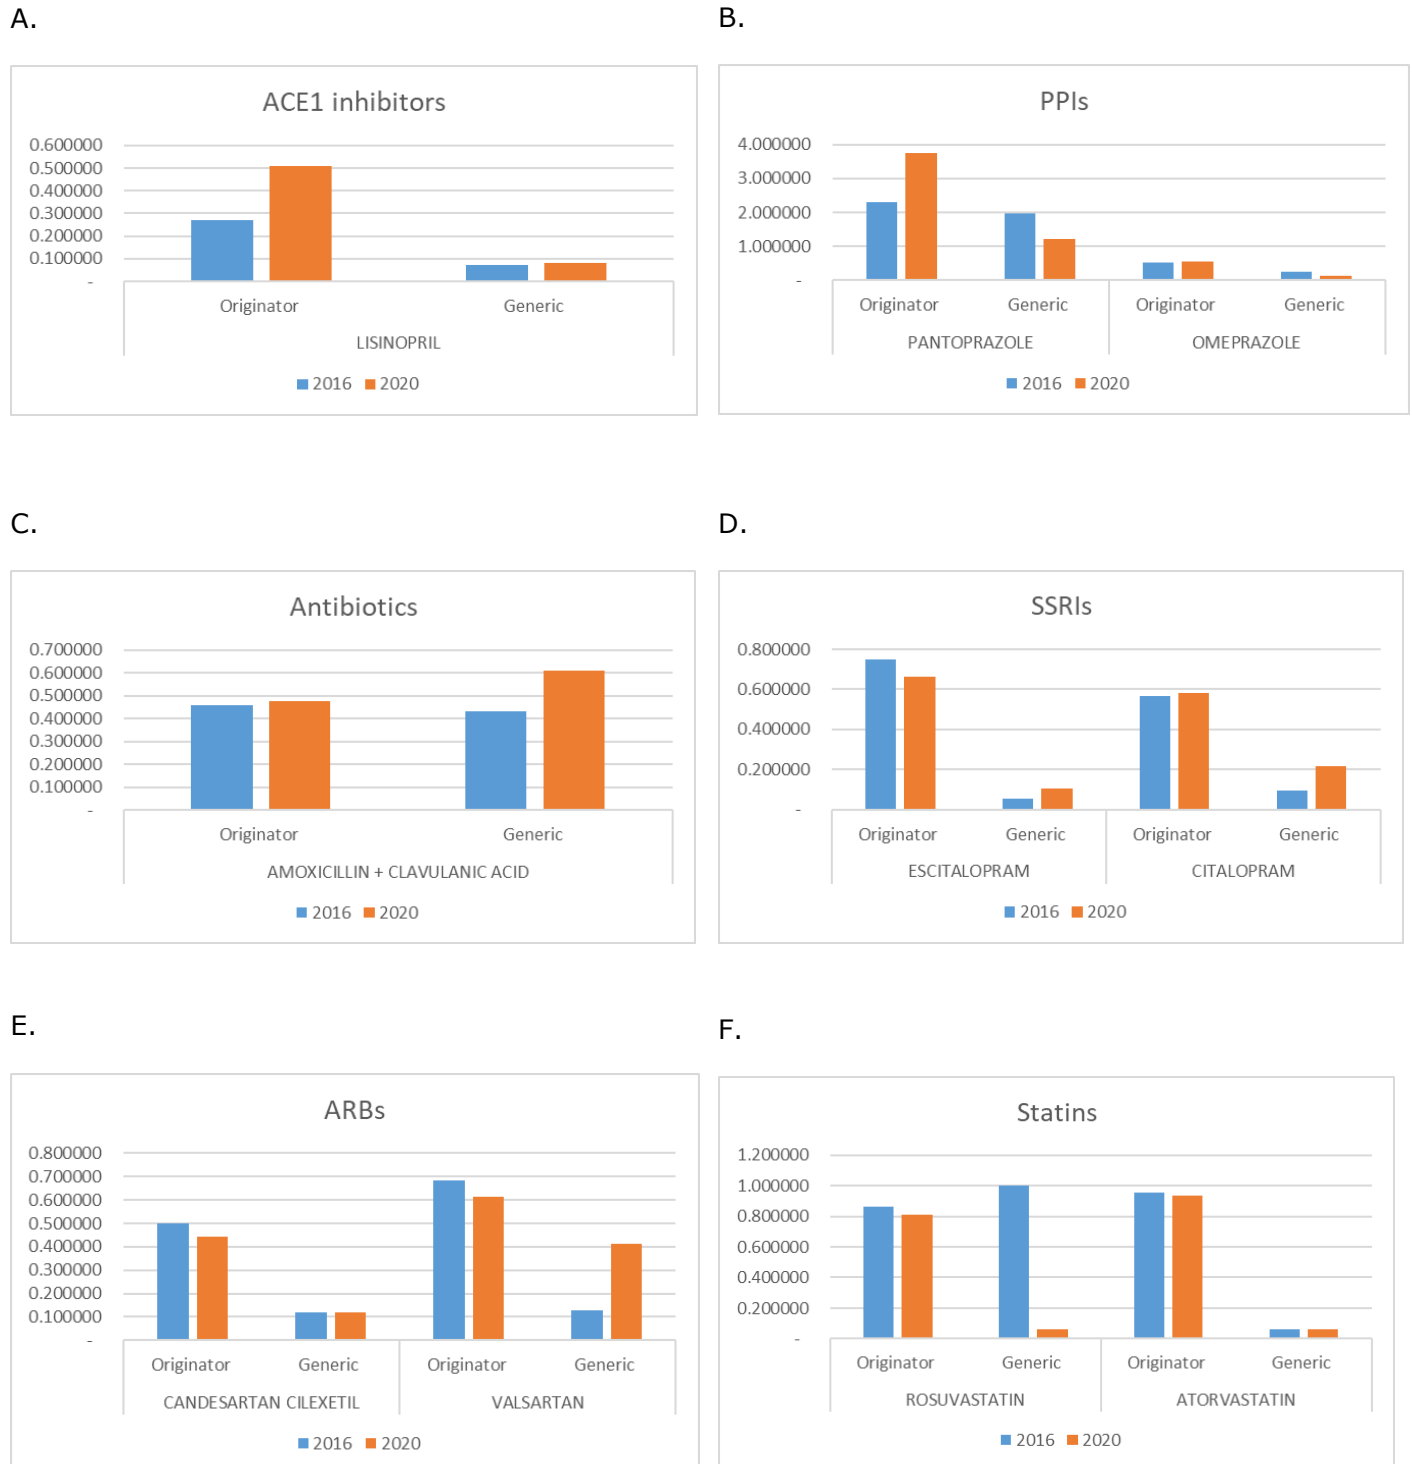 A.
ACE1 inhibitors
0.600000
0.500000
0.400000
0.300000
0.200000
0.100000
-
Originator Generic
LISINOPRIL
2016 2020
B.
PPIs
4.000000
3.000000
2.000000
1.000000
-
Originator Generic Originator Generic
PANTOPRAZOLE OMEPRAZOLE
2016 2020
C.
Antibiotics
0.700000
0.600000
0.500000
0.400000
0.300000
0.200000
0.100000
-
Originator Generic
AMOXICILLIN + CLAVULANIC ACID
2016 2020
D.
SSRIs
0.800000
0.600000
0.400000
0.200000
-
Originator Generic Originator Generic
ESCITALOPRAM CITALOPRAM
2016 2020
E.
ARBs
0.800000
0.700000
0.600000
0.500000
0.400000
0.300000
0.200000
0.100000
-
Originator Generic Originator Generic
CANDESARTAN CILEXETIL VALSARTAN
2016 2020
F.
Statins
1.200000
1.000000
0.800000
0.600000
0.400000
0.200000
-
Originator Generic Originator Generic
ROSUVASTATIN ATORVASTATIN
2016 2020